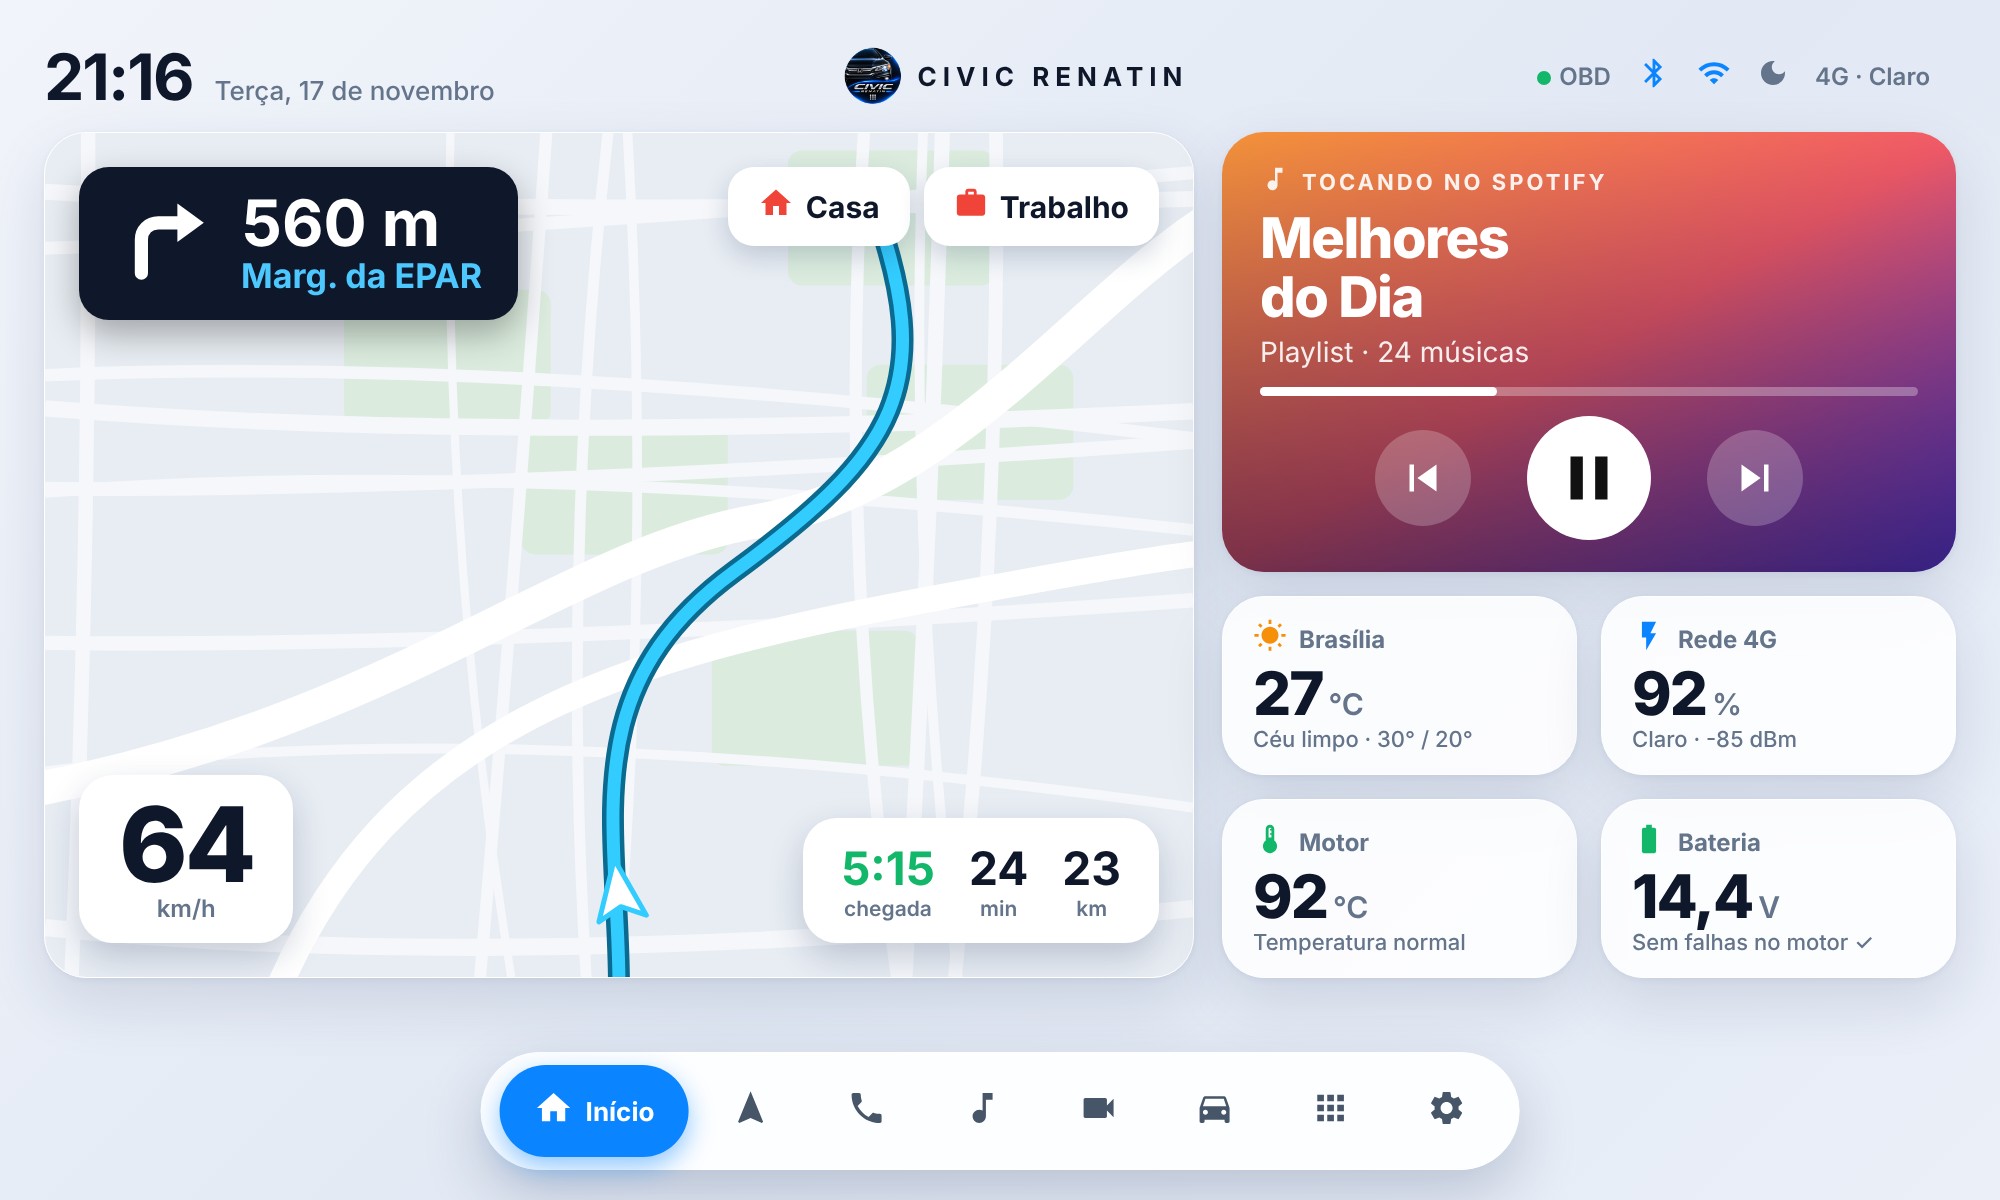 21:16
Terça, 17 de novembro
CIVIC
CIVIC RENATIN
OBD
4G · Claro
560 m
Marg. da EPAR
Casa
Trabalho
64
km/h
5:15
chegada
24
min
23
km
TOCANDO NO SPOTIFY
Melhores
do Dia
Playlist · 24 músicas
Brasília
27 °C
Céu limpo · 30° / 20°
Rede 4G
92 %
Claro · -85 dBm
Motor
92 °C
Temperatura normal
Bateria
14,4 V
Sem falhas no motor ✓
Início